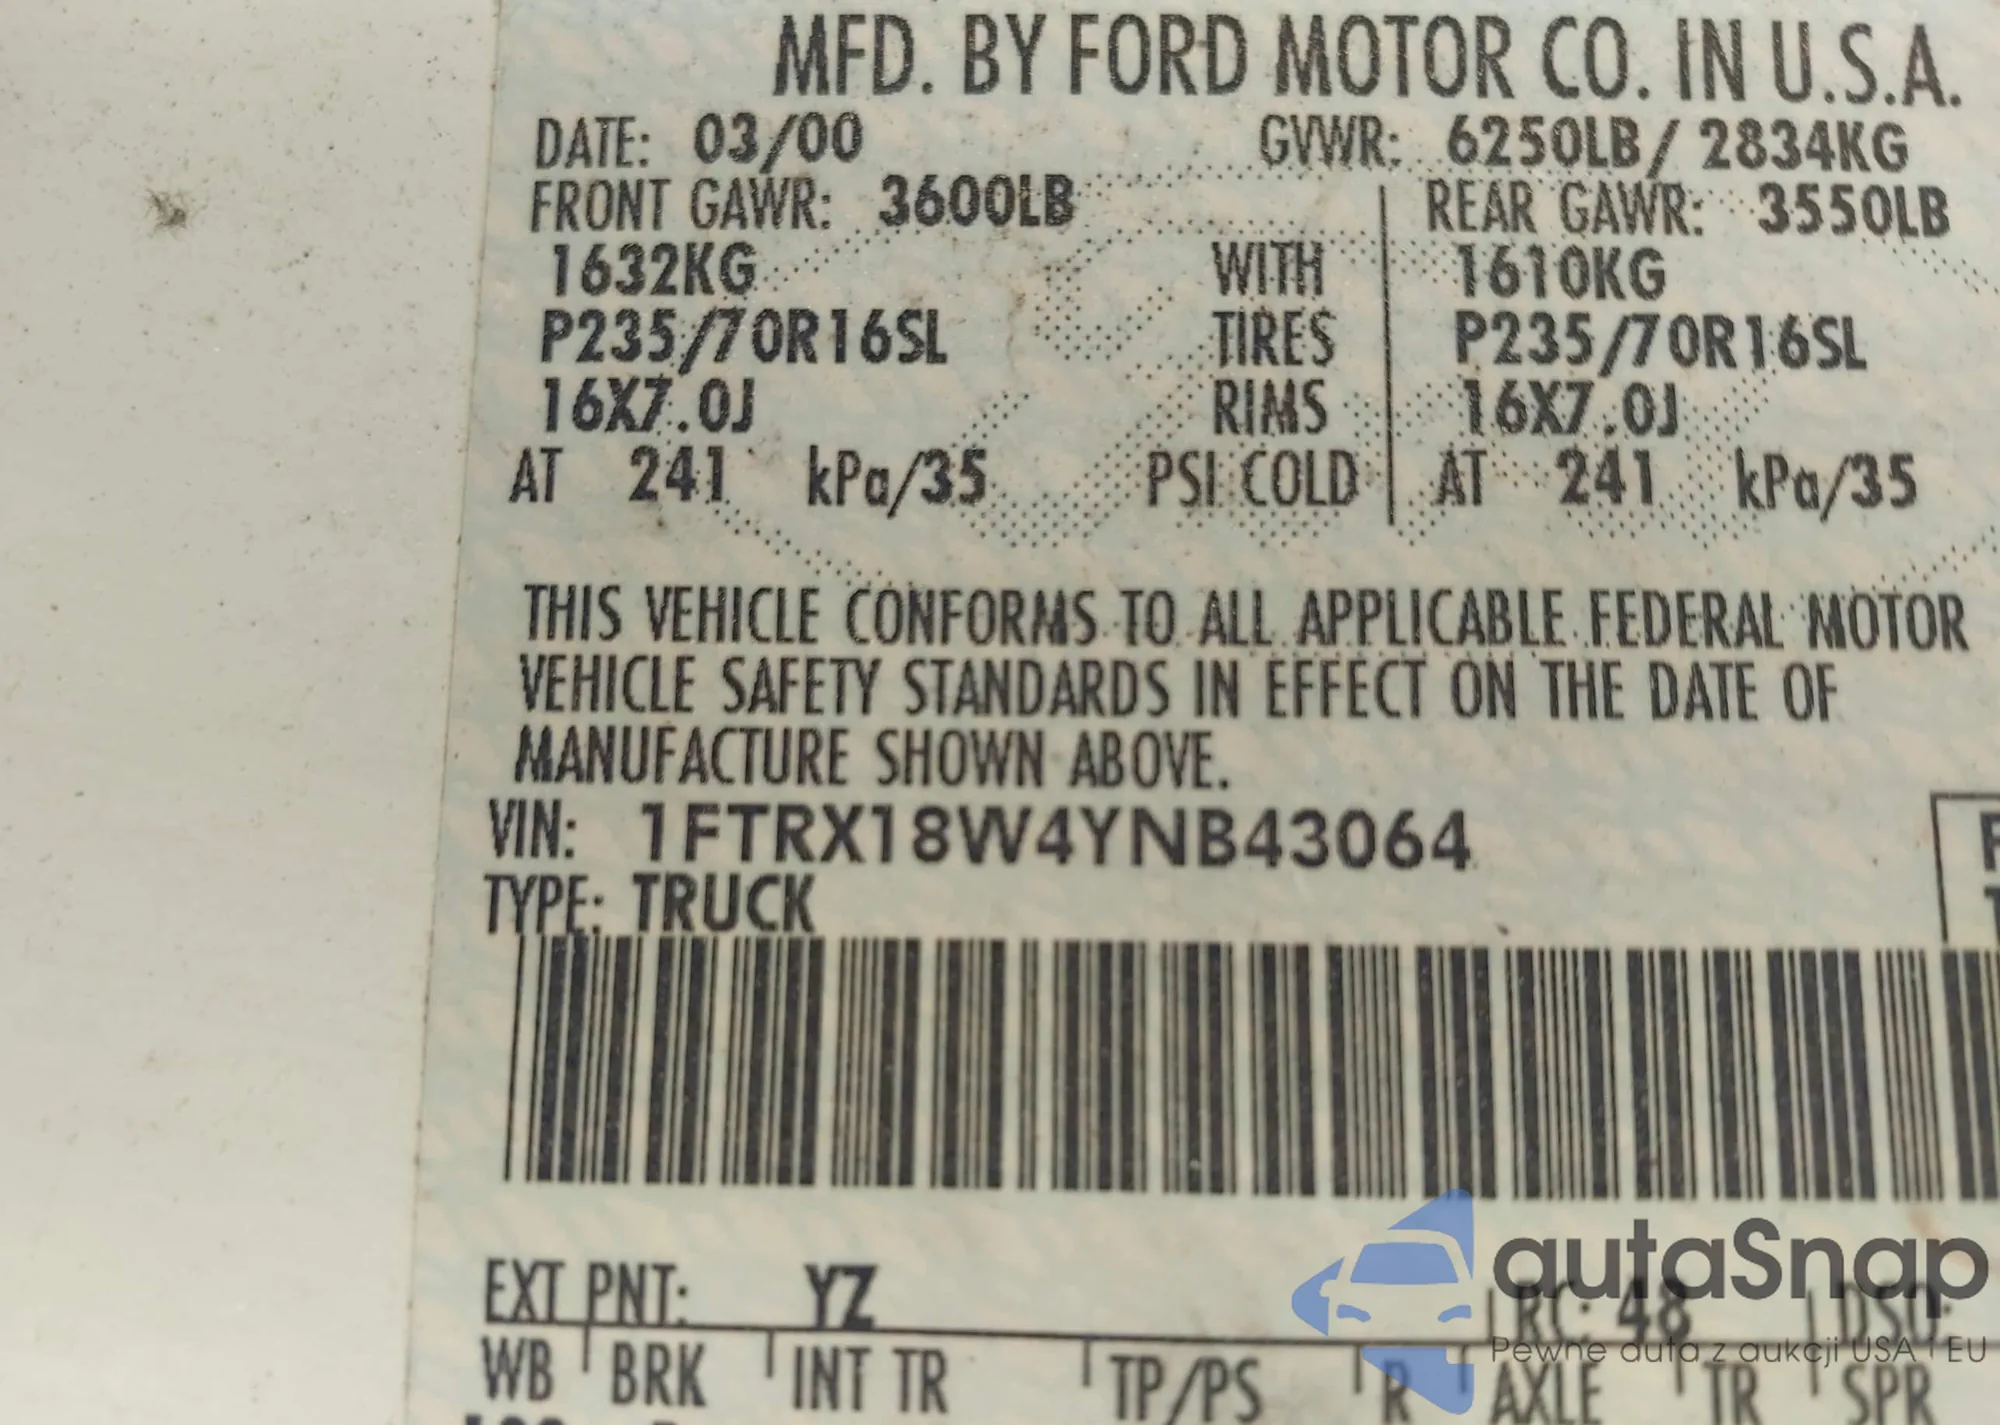 MFD. BY FORD MOTOR CO. IN U.S.A.
DATE: 03/00 GVWR: 6250LB/ 2834KG
FRONT GAWR: 3600LB REAR GAWR: 3550LB
1632KG WITH 1610KG
P235/70R16SL TIRES P235/70R16SL
16X7.0J RIMS 16X7.0J
AT 241 kPa/35 PSI COLD AT 241 kPa/35
THIS VEHICLE CONFORMS TO ALL APPLICABLE FEDERAL MOTOR
VEHICLE SAFETY STANDARDS IN EFFECT ON THE DATE OF
MANUFACTURE SHOWN ABOVE.
VIN: 1FTRX18W4YNB43064
TYPE: TRUCK
autaSnap
EXT PNT: YZ RC: 48 DSO:
Pewne auta z aukcji USA i EU
WB BRK INT TR TP/PS R AXLE TR SPR